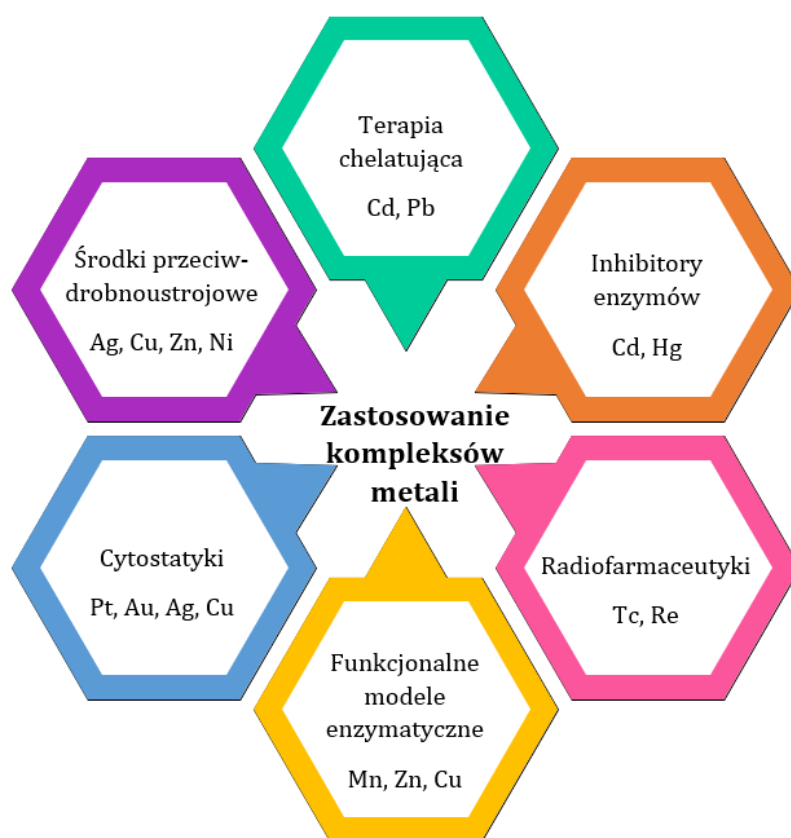 Terapia
chelatująca
Cd, Pb
Środki przeciw-
drobnoustrojowe
Ag, Cu, Zn, Ni
Inhibitory
enzymów
Cd, Hg
Zastosowanie
kompleksów
metali
Cytostatyki
Pt, Au, Ag, Cu
Radiofarmaceutyki
Tc, Re
Funkcjonalne
modele
enzymatyczne
Mn, Zn, Cu